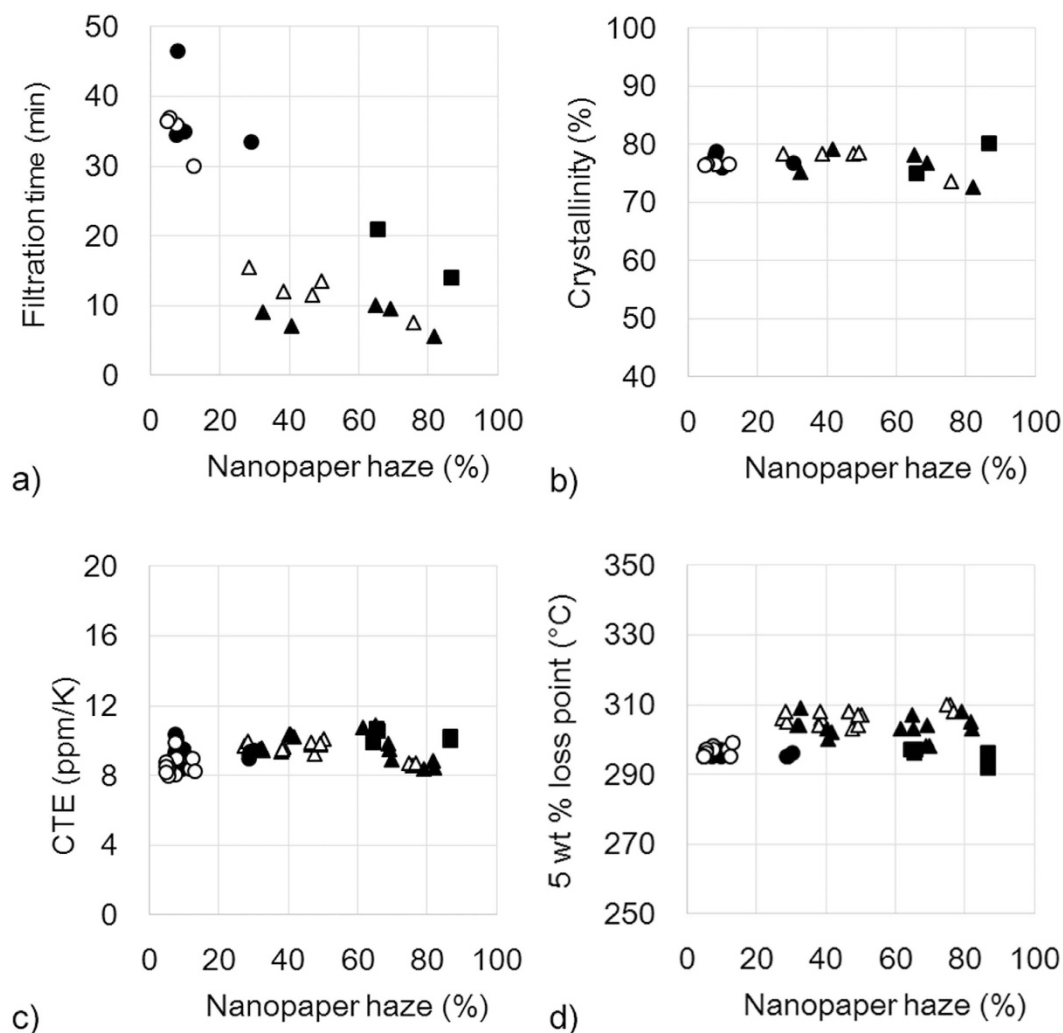 50
40
30
20
10
0
Filtration time (min)
0 20 40 60 80 100
Nanopaper haze (%)
a)
100
90
80
70
60
50
40
Crystallinity (%)
0 20 40 60 80 100
Nanopaper haze (%)
b)
20
16
12
8
4
0
CTE (ppm/K)
0 20 40 60 80 100
Nanopaper haze (%)
c)
350
330
310
290
270
250
5 wt % loss point (°C)
0 20 40 60 80 100
Nanopaper haze (%)
d)